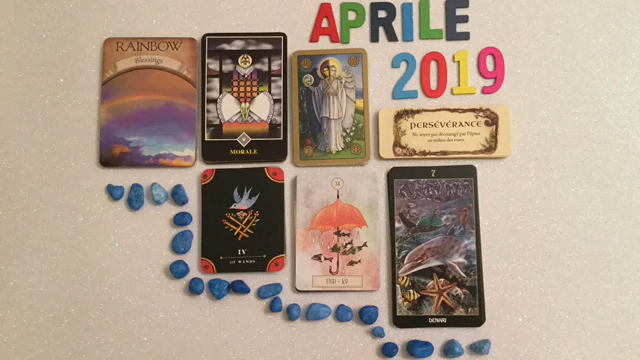 APRILE
2019
RAINBOW
Blessings
MORALE
PERSÉVÉRANCE
Ne soyez pas découragé par l'épine
au milieu des roses.
IV
OF WANDS
14
7
DENARI